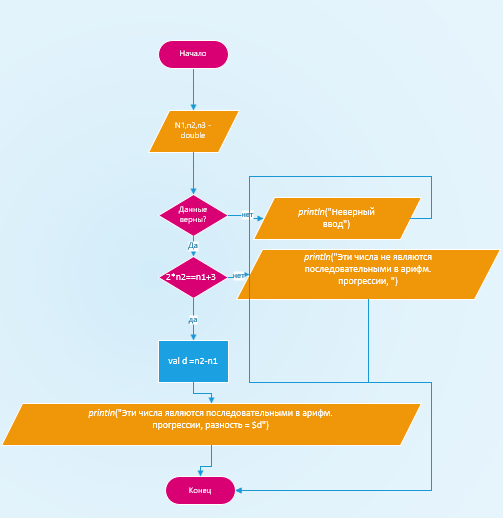 Начало
N1,n2,n3 -
double
Данные
верны?
нет
println("Неверный
ввод")
Да
println("Эти числа не являются
последовательными в арифм.
прогрессии, ")
2*n2==n1+3
нет
да
val d =n2-n1
println("Эти числа являются последовательными в арифм.
прогрессии, разность = $d")
Конец